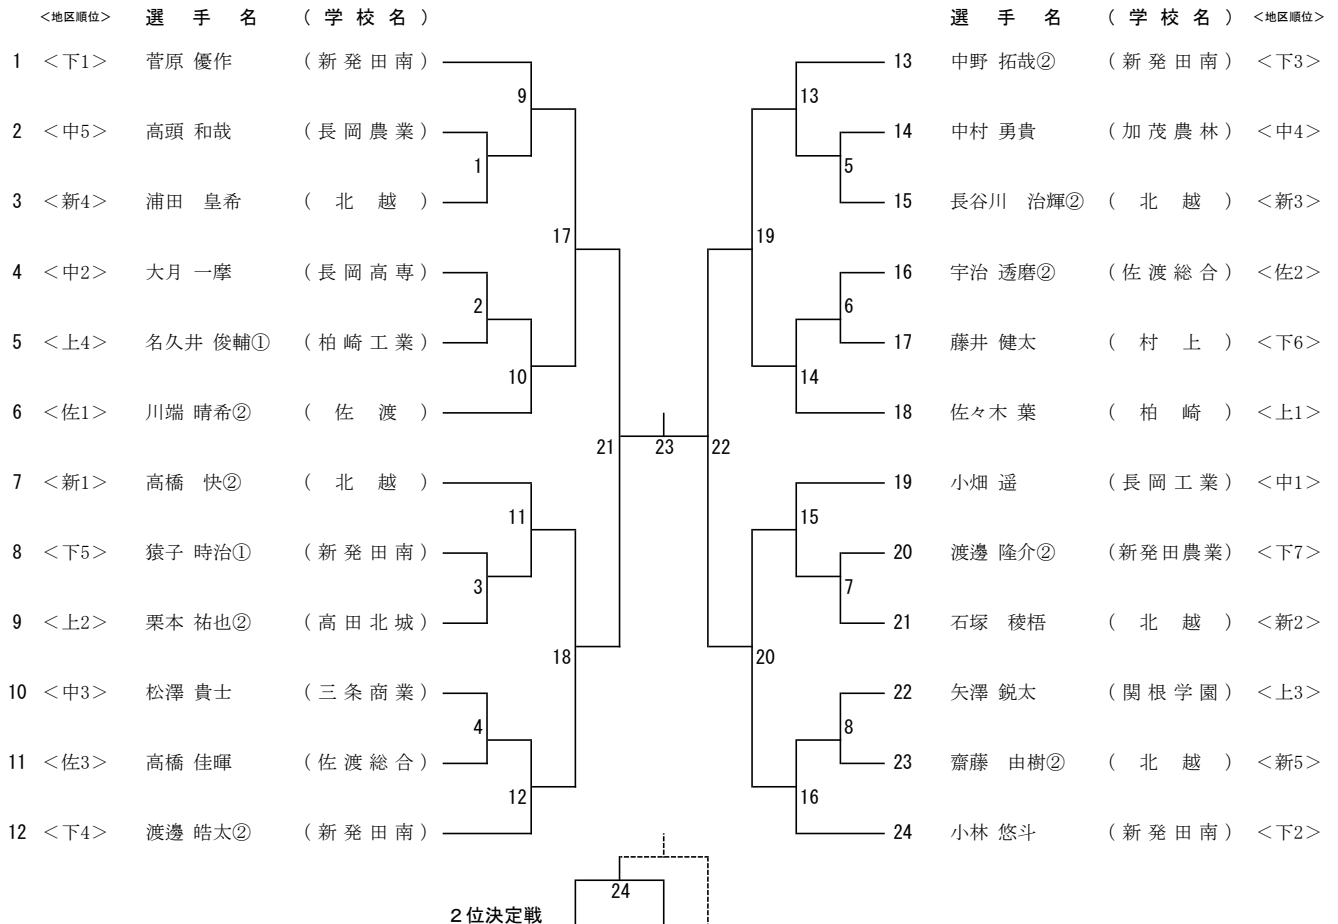 <地区順位> 選 手 名 ( 学 校 名 )
1 <下1> 菅原 優作 ( 新 発 田 南 )
2 <中5> 高頭 和哉 ( 長 岡 農 業 )
3 <新4> 浦田 皇希 ( 北 越 )
4 <中2> 大月 一摩 ( 長 岡 高 専 )
5 <上4> 名久井 俊輔① ( 柏 崎 工 業 )
6 <佐1> 川端 晴希② ( 佐 渡 )
7 <新1> 高橋 快② ( 北 越 )
8 <下5> 猿子 時治① ( 新 発 田 南 )
9 <上2> 栗本 祐也② ( 高 田 北 城 )
10 <中3> 松澤 貴士 ( 三 条 商 業 )
11 <佐3> 高橋 佳暉 ( 佐 渡 総 合 )
12 <下4> 渡邊 皓太② ( 新 発 田 南 )
9
1
17
2
10
21
11
3
18
4
12
23
選 手 名 ( 学 校 名 ) <地区順位>
13 中野 拓哉② ( 新 発 田 南 ) <下3>
14 中村 勇貴 ( 加 茂 農 林 ) <中4>
15 長谷川 治輝② ( 北 越 ) <新3>
16 宇治 透磨② ( 佐 渡 総 合 ) <佐2>
17 藤井 健太 ( 村 上 ) <下6>
18 佐々木 葉 ( 柏 崎 ) <上1>
19 小畑 遥 ( 長 岡 工 業 ) <中1>
20 渡邊 隆介② (新発田農業) <下7>
21 石塚 稜梧 ( 北 越 ) <新2>
22 矢澤 鋭太 ( 関 根 学 園 ) <上3>
23 齋藤 由樹② ( 北 越 ) <新5>
24 小林 悠斗 ( 新 発 田 南 ) <下2>
13
5
19
6
14
22
15
7
20
8
16
24
２位決定戦